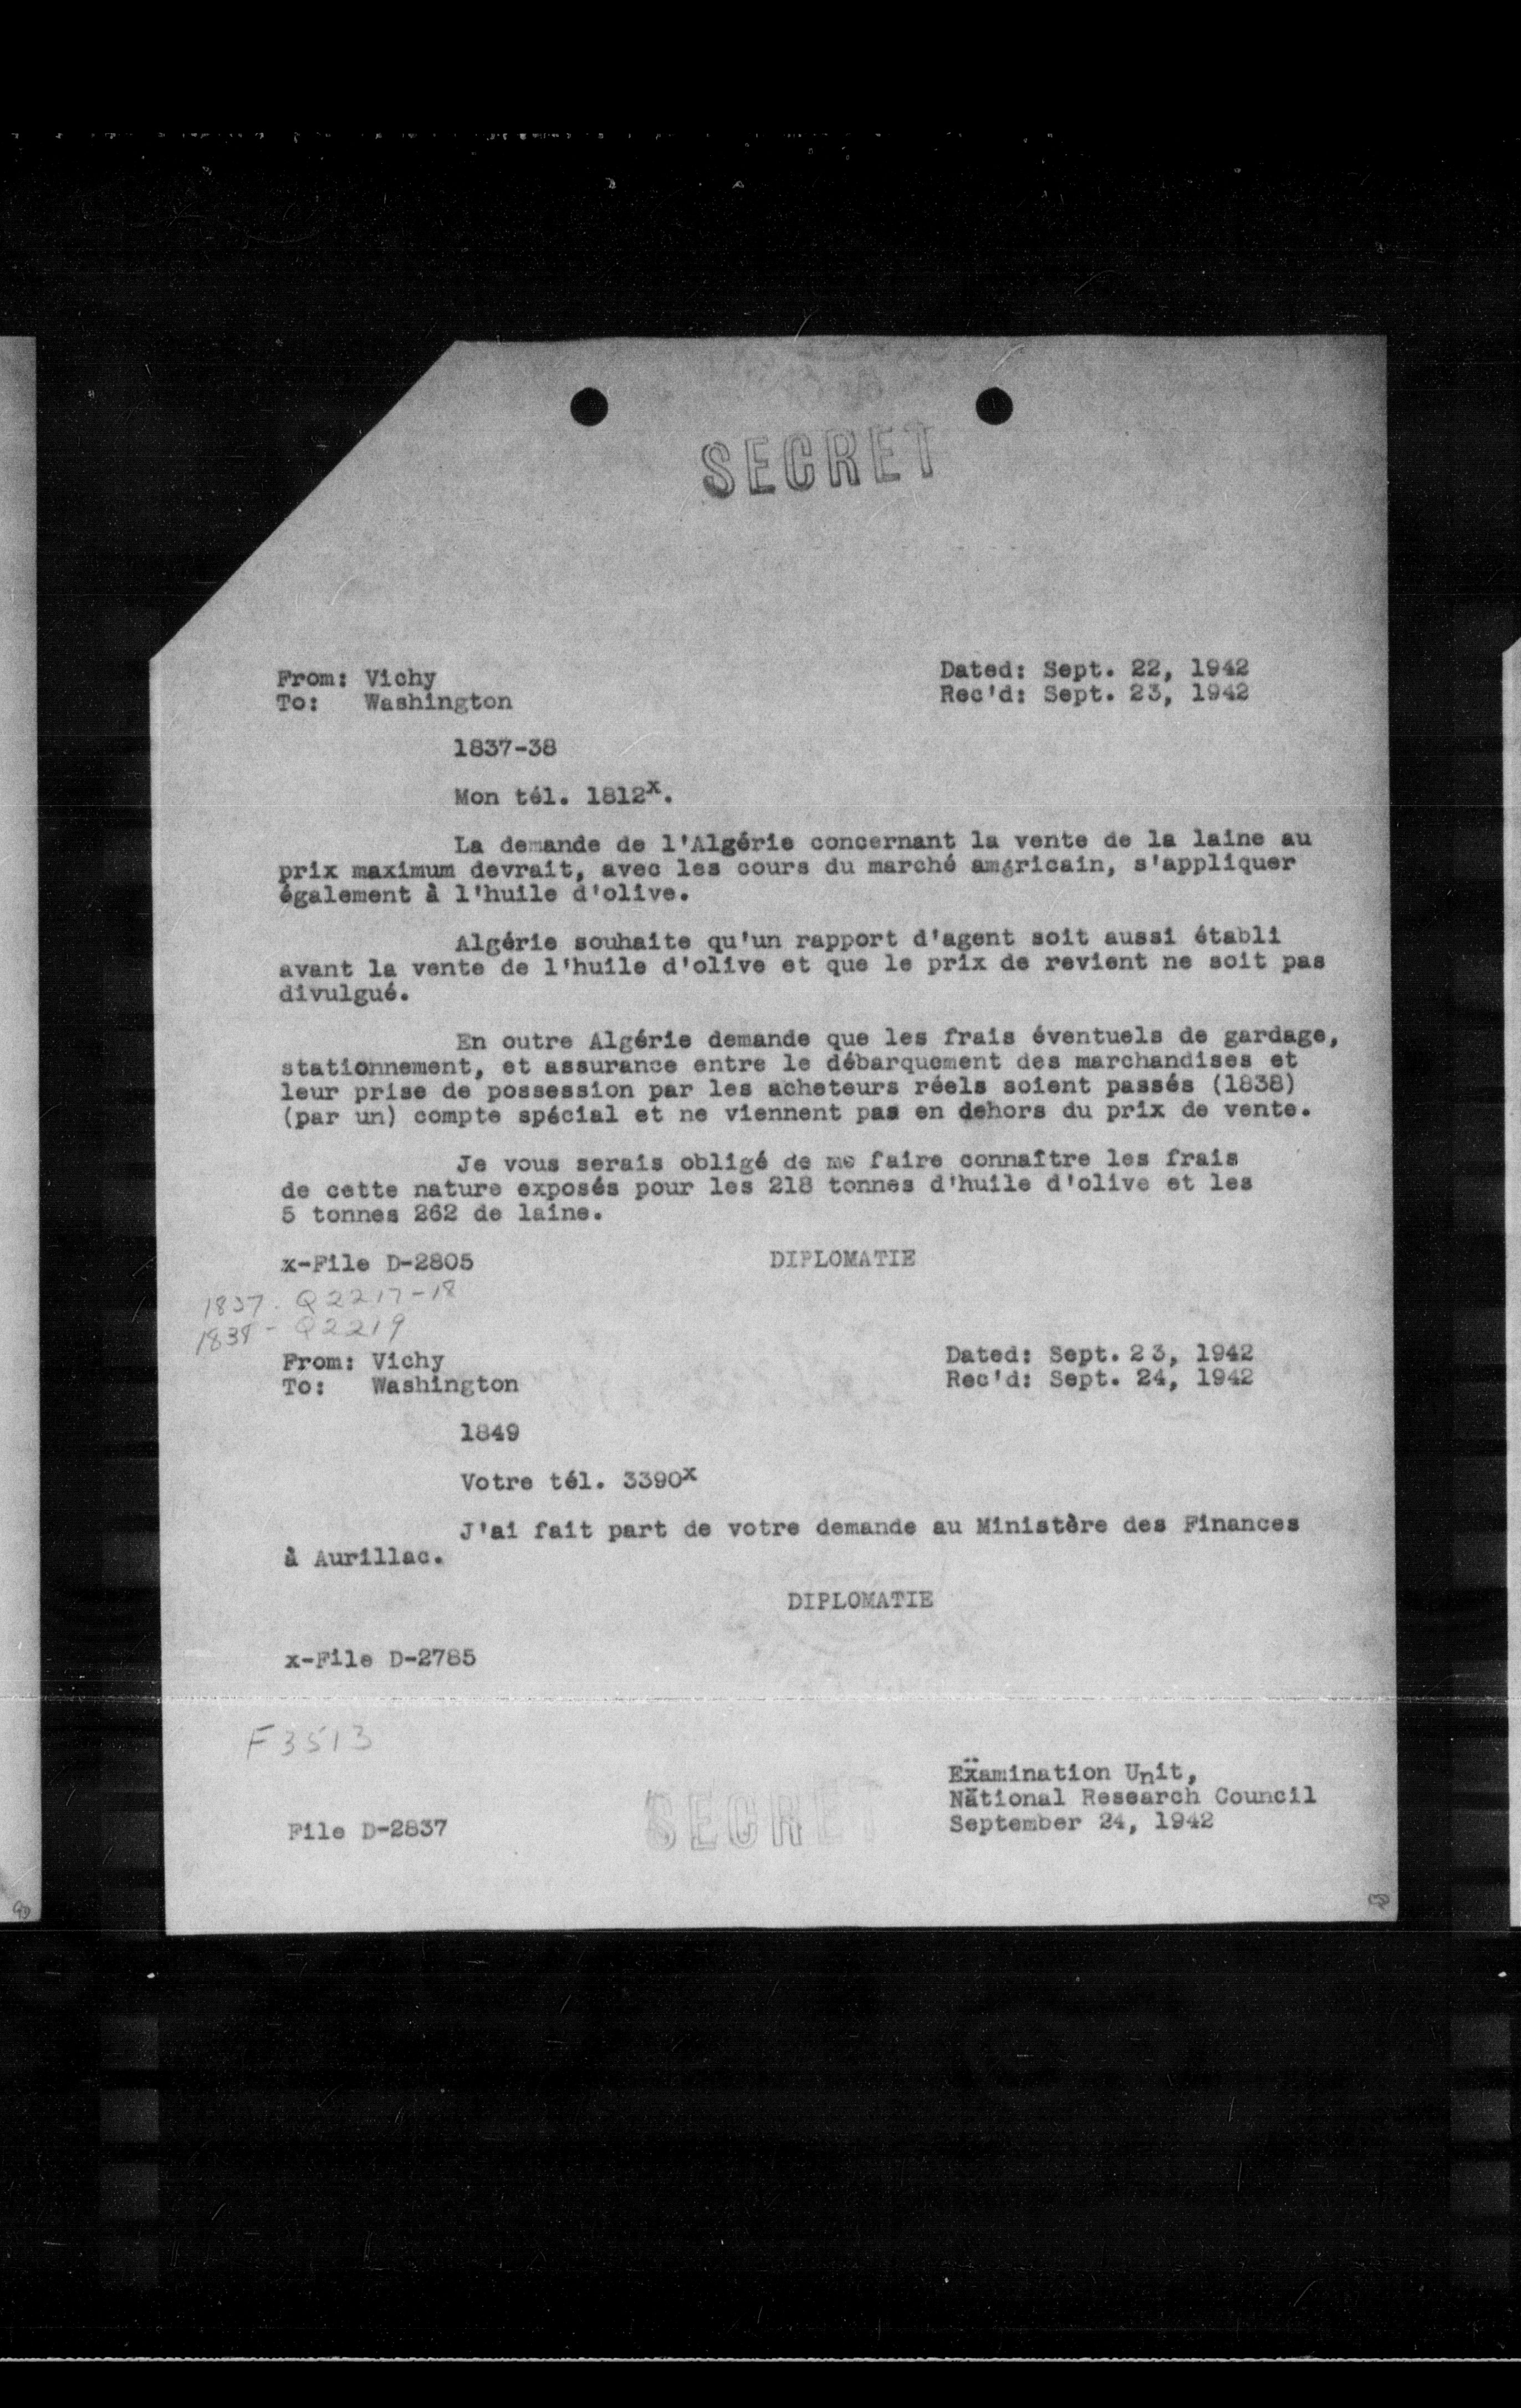 SECRET
From: Vichy
To: Washington
Dated: Sept. 22, 1942
Rec'd: Sept. 23, 1942
1837-38
Mon tél. 1812x.
La demande de l'Algérie concernant la vente de la laine au
prix maximum devrait, avec les cours du marché américain, s'appliquer
également à l'huile d'olive.
Algérie souhaite qu'un rapport d'agent soit aussi établi
avant la vente de l'huile d'olive et que le prix de revient ne soit pas
divulgué.
En outre Algérie demande que les frais éventuels de gardage,
stationnement, et assurance entre le débarquement des marchandises et
leur prise de possession par les acheteurs réels soient passés (1838)
(par un) compte spécial et ne viennent pas en dehors du prix de vente.
Je vous serais obligé de me faire connaître les frais
de cette nature exposés pour les 218 tonnes d'huile d'olive et les
5 tonnes 262 de laine.
x-File D-2805
DIPLOMATIE
1837. Q2217-18
1838 - Q2219
From: Vichy
To: Washington
Dated: Sept. 23, 1942
Rec'd: Sept. 24, 1942
1849
Votre tél. 3390x
J'ai fait part de votre demande au Ministère des Finances
à Aurillac.
DIPLOMATIE
x-File D-2785
F3513
Examination Unit,
National Research Council
September 24, 1942
File D-2837
SECRET